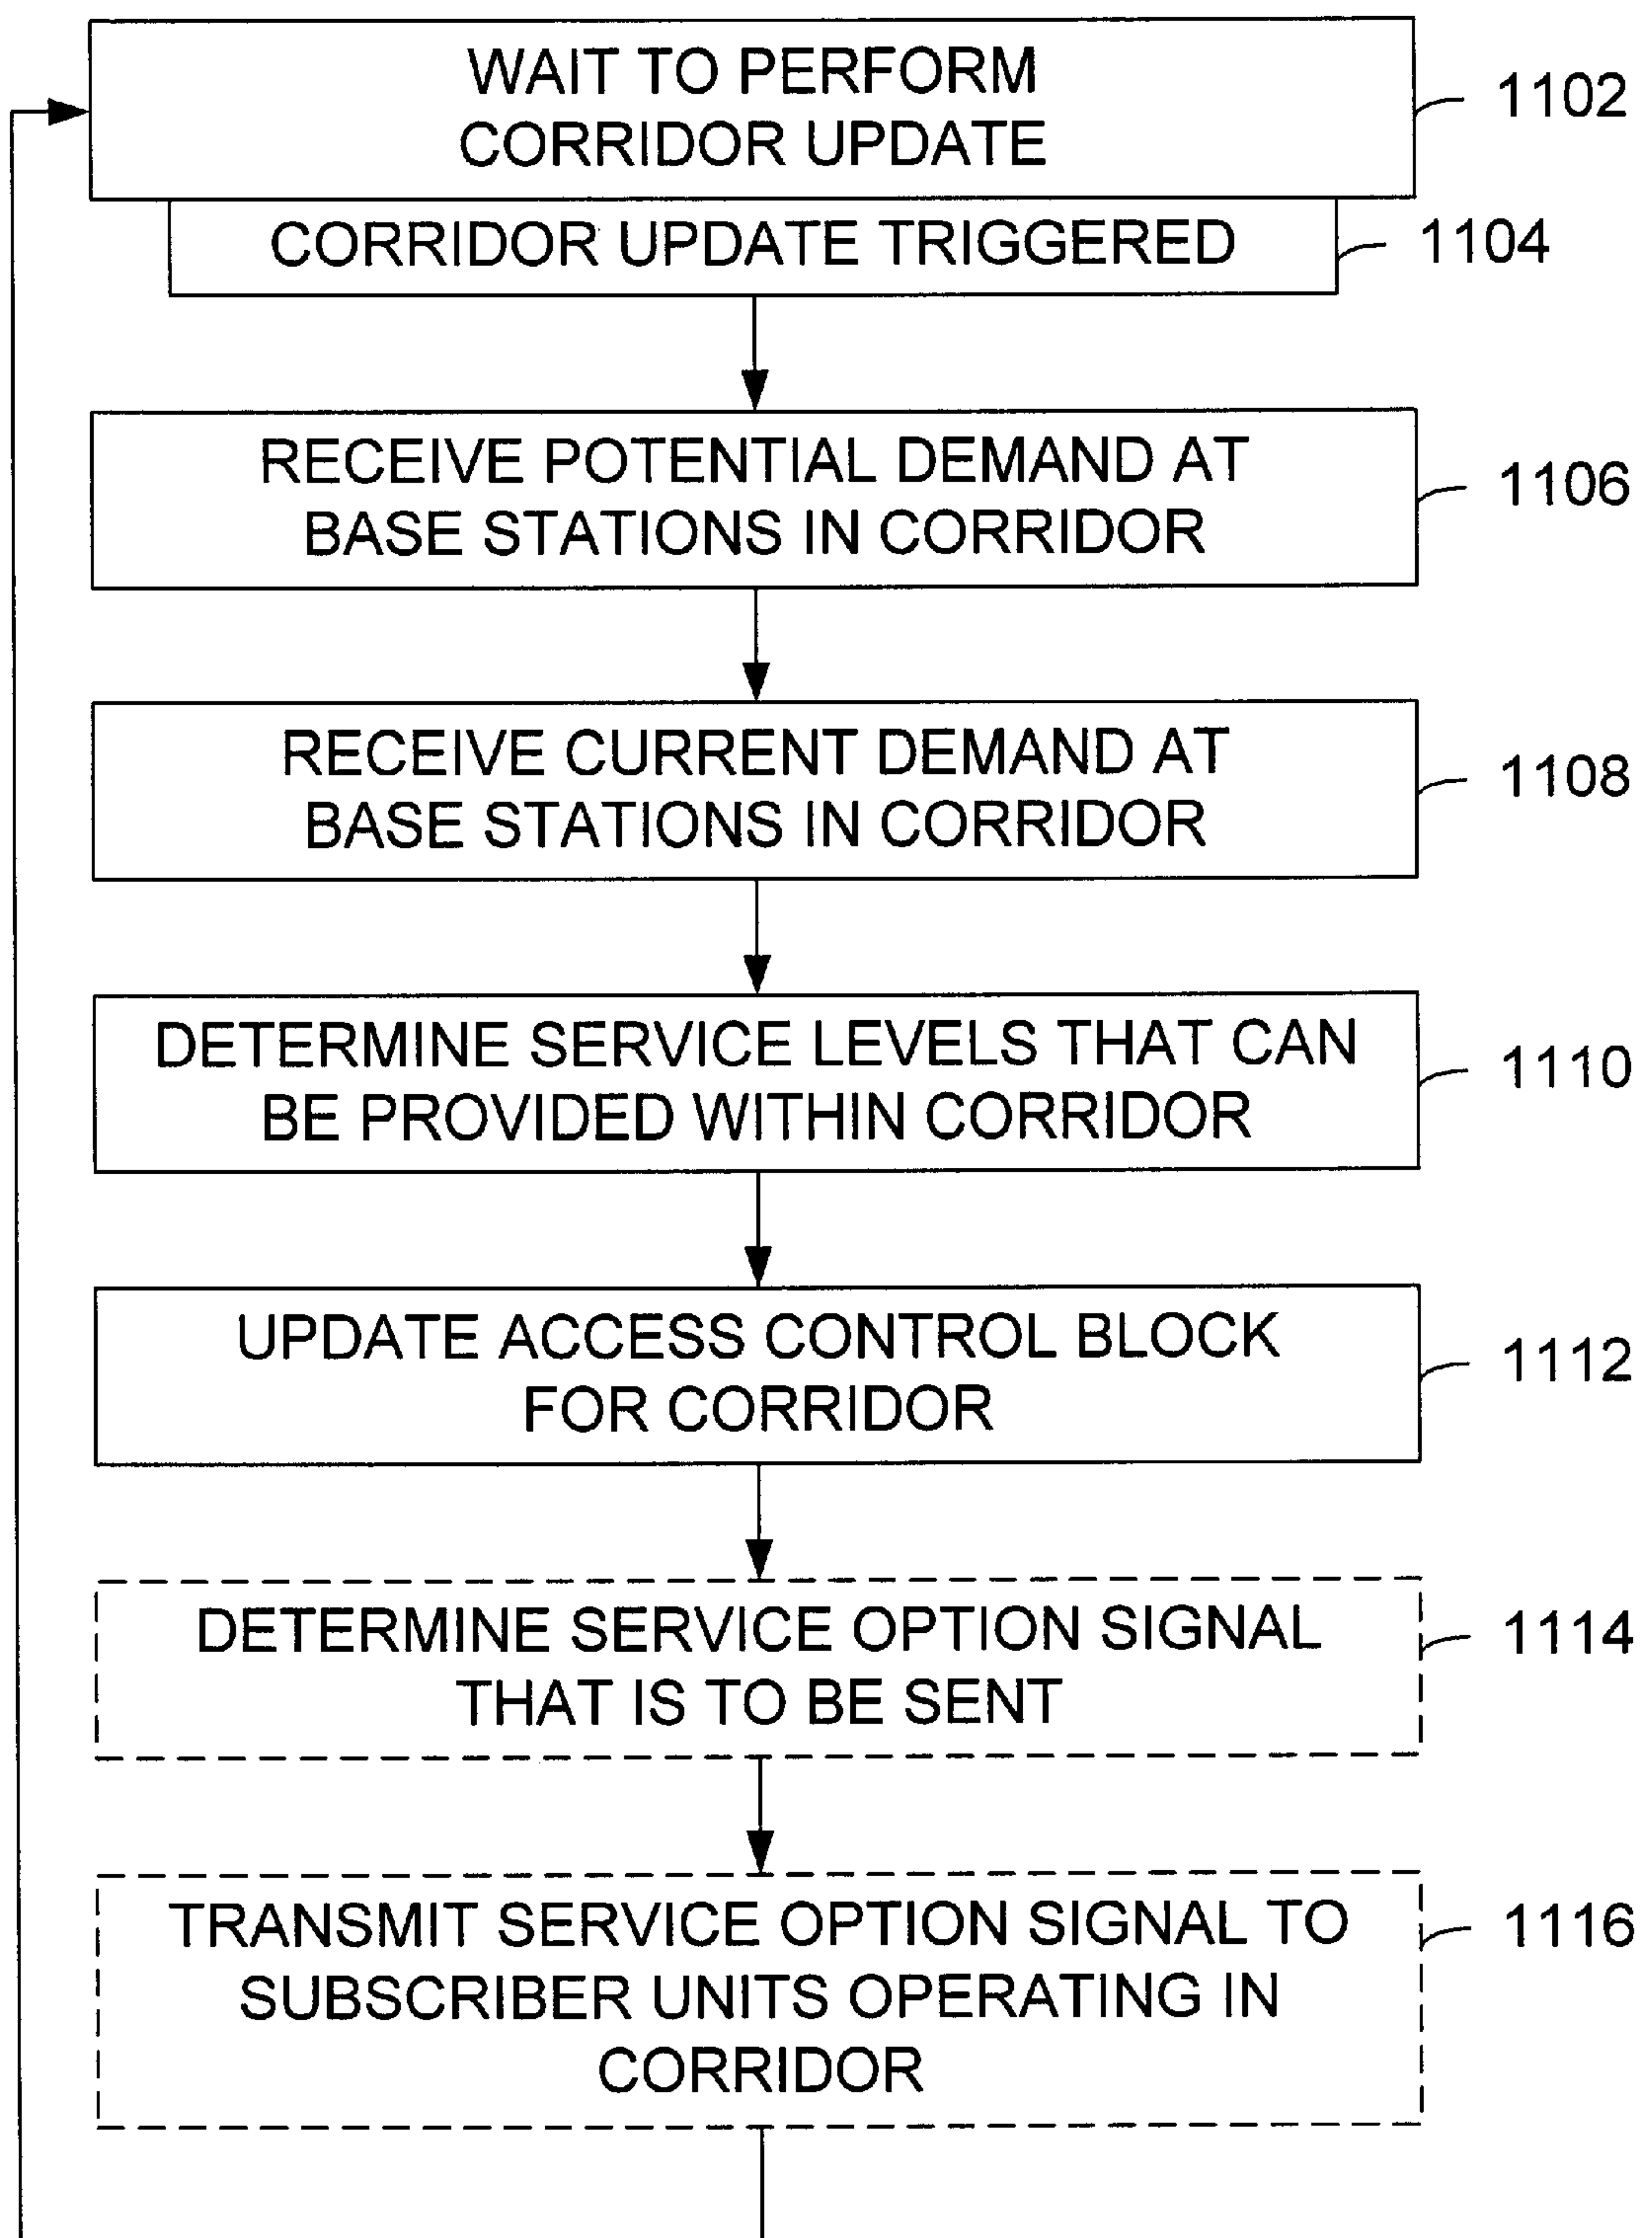 WAIT TO PERFORM
CORRIDOR UPDATE
1102
CORRIDOR UPDATE TRIGGERED
1104
RECEIVE POTENTIAL DEMAND AT
BASE STATIONS IN CORRIDOR
1106
RECEIVE CURRENT DEMAND AT
BASE STATIONS IN CORRIDOR
1108
DETERMINE SERVICE LEVELS THAT CAN
BE PROVIDED WITHIN CORRIDOR
1110
UPDATE ACCESS CONTROL BLOCK
FOR CORRIDOR
1112
DETERMINE SERVICE OPTION SIGNAL
THAT IS TO BE SENT
1114
TRANSMIT SERVICE OPTION SIGNAL TO
SUBSCRIBER UNITS OPERATING IN
CORRIDOR
1116